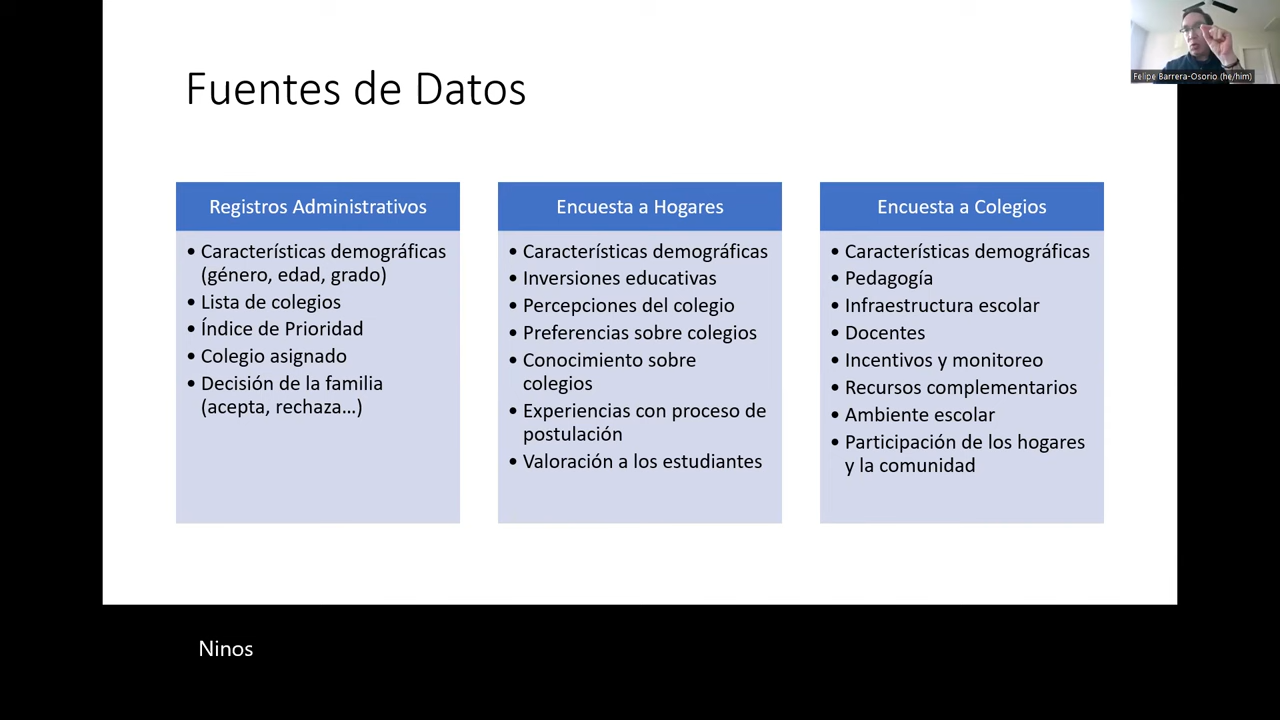 Felipe Barrera-Osorio (he/him)
Fuentes de Datos
Registros Administrativos
• Características demográficas
(género, edad, grado)
• Lista de colegios
• Índice de Prioridad
• Colegio asignado
• Decisión de la familia
(acepta, rechaza...)
Encuesta a Hogares
• Características demográficas
• Inversiones educativas
• Percepciones del colegio
• Preferencias sobre colegios
• Conocimiento sobre
colegios
• Experiencias con proceso de
postulación
• Valoración a los estudiantes
Encuesta a Colegios
• Características demográficas
• Pedagogía
• Infraestructura escolar
• Docentes
• Incentivos y monitoreo
• Recursos complementarios
• Ambiente escolar
• Participación de los hogares
y la comunidad
Ninos